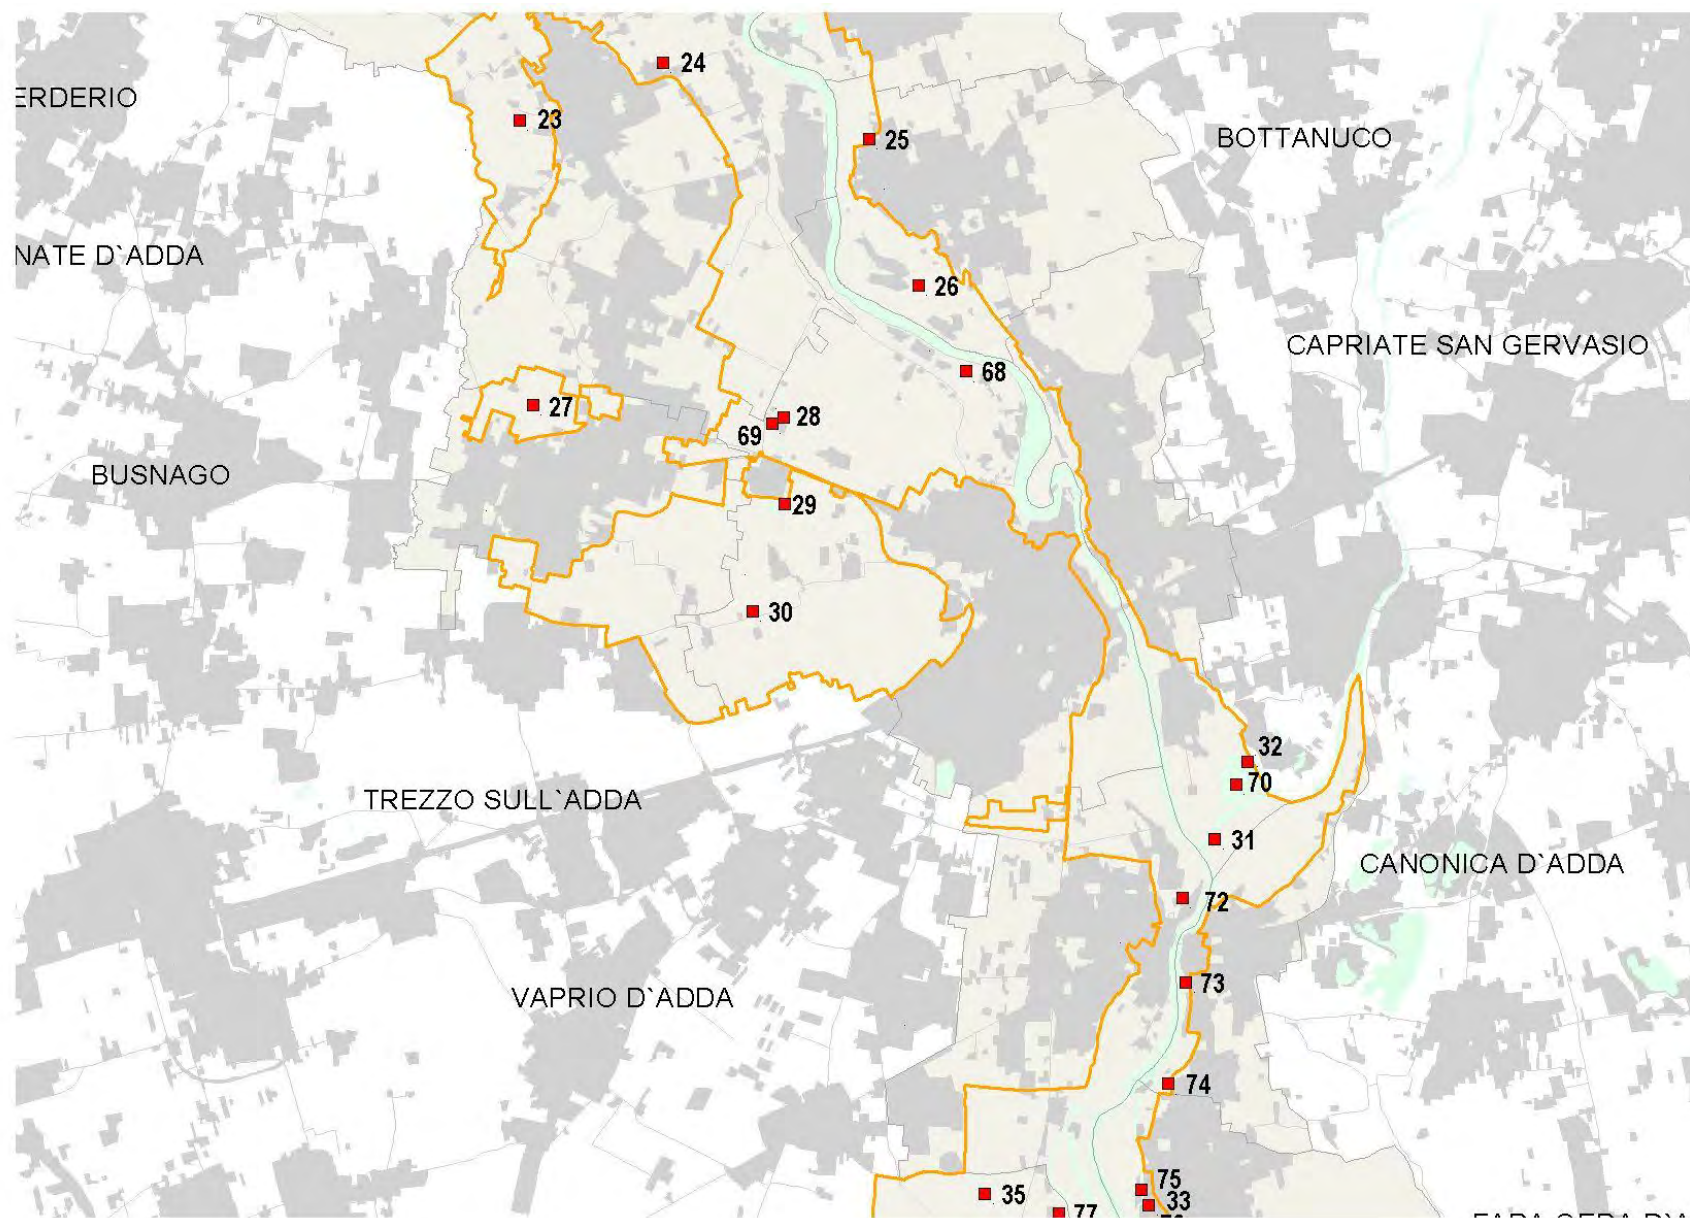 24
ERDERIO
23
25
BOTTANUCO
NATE D`ADDA
26
CAPRIATE SAN GERVASIO
68
27
28
69
BUSNAGO
29
30
32
70
TREZZO SULL`ADDA
31
CANONICA D`ADDA
72
73
VAPRIO D`ADDA
74
75
35
33
77